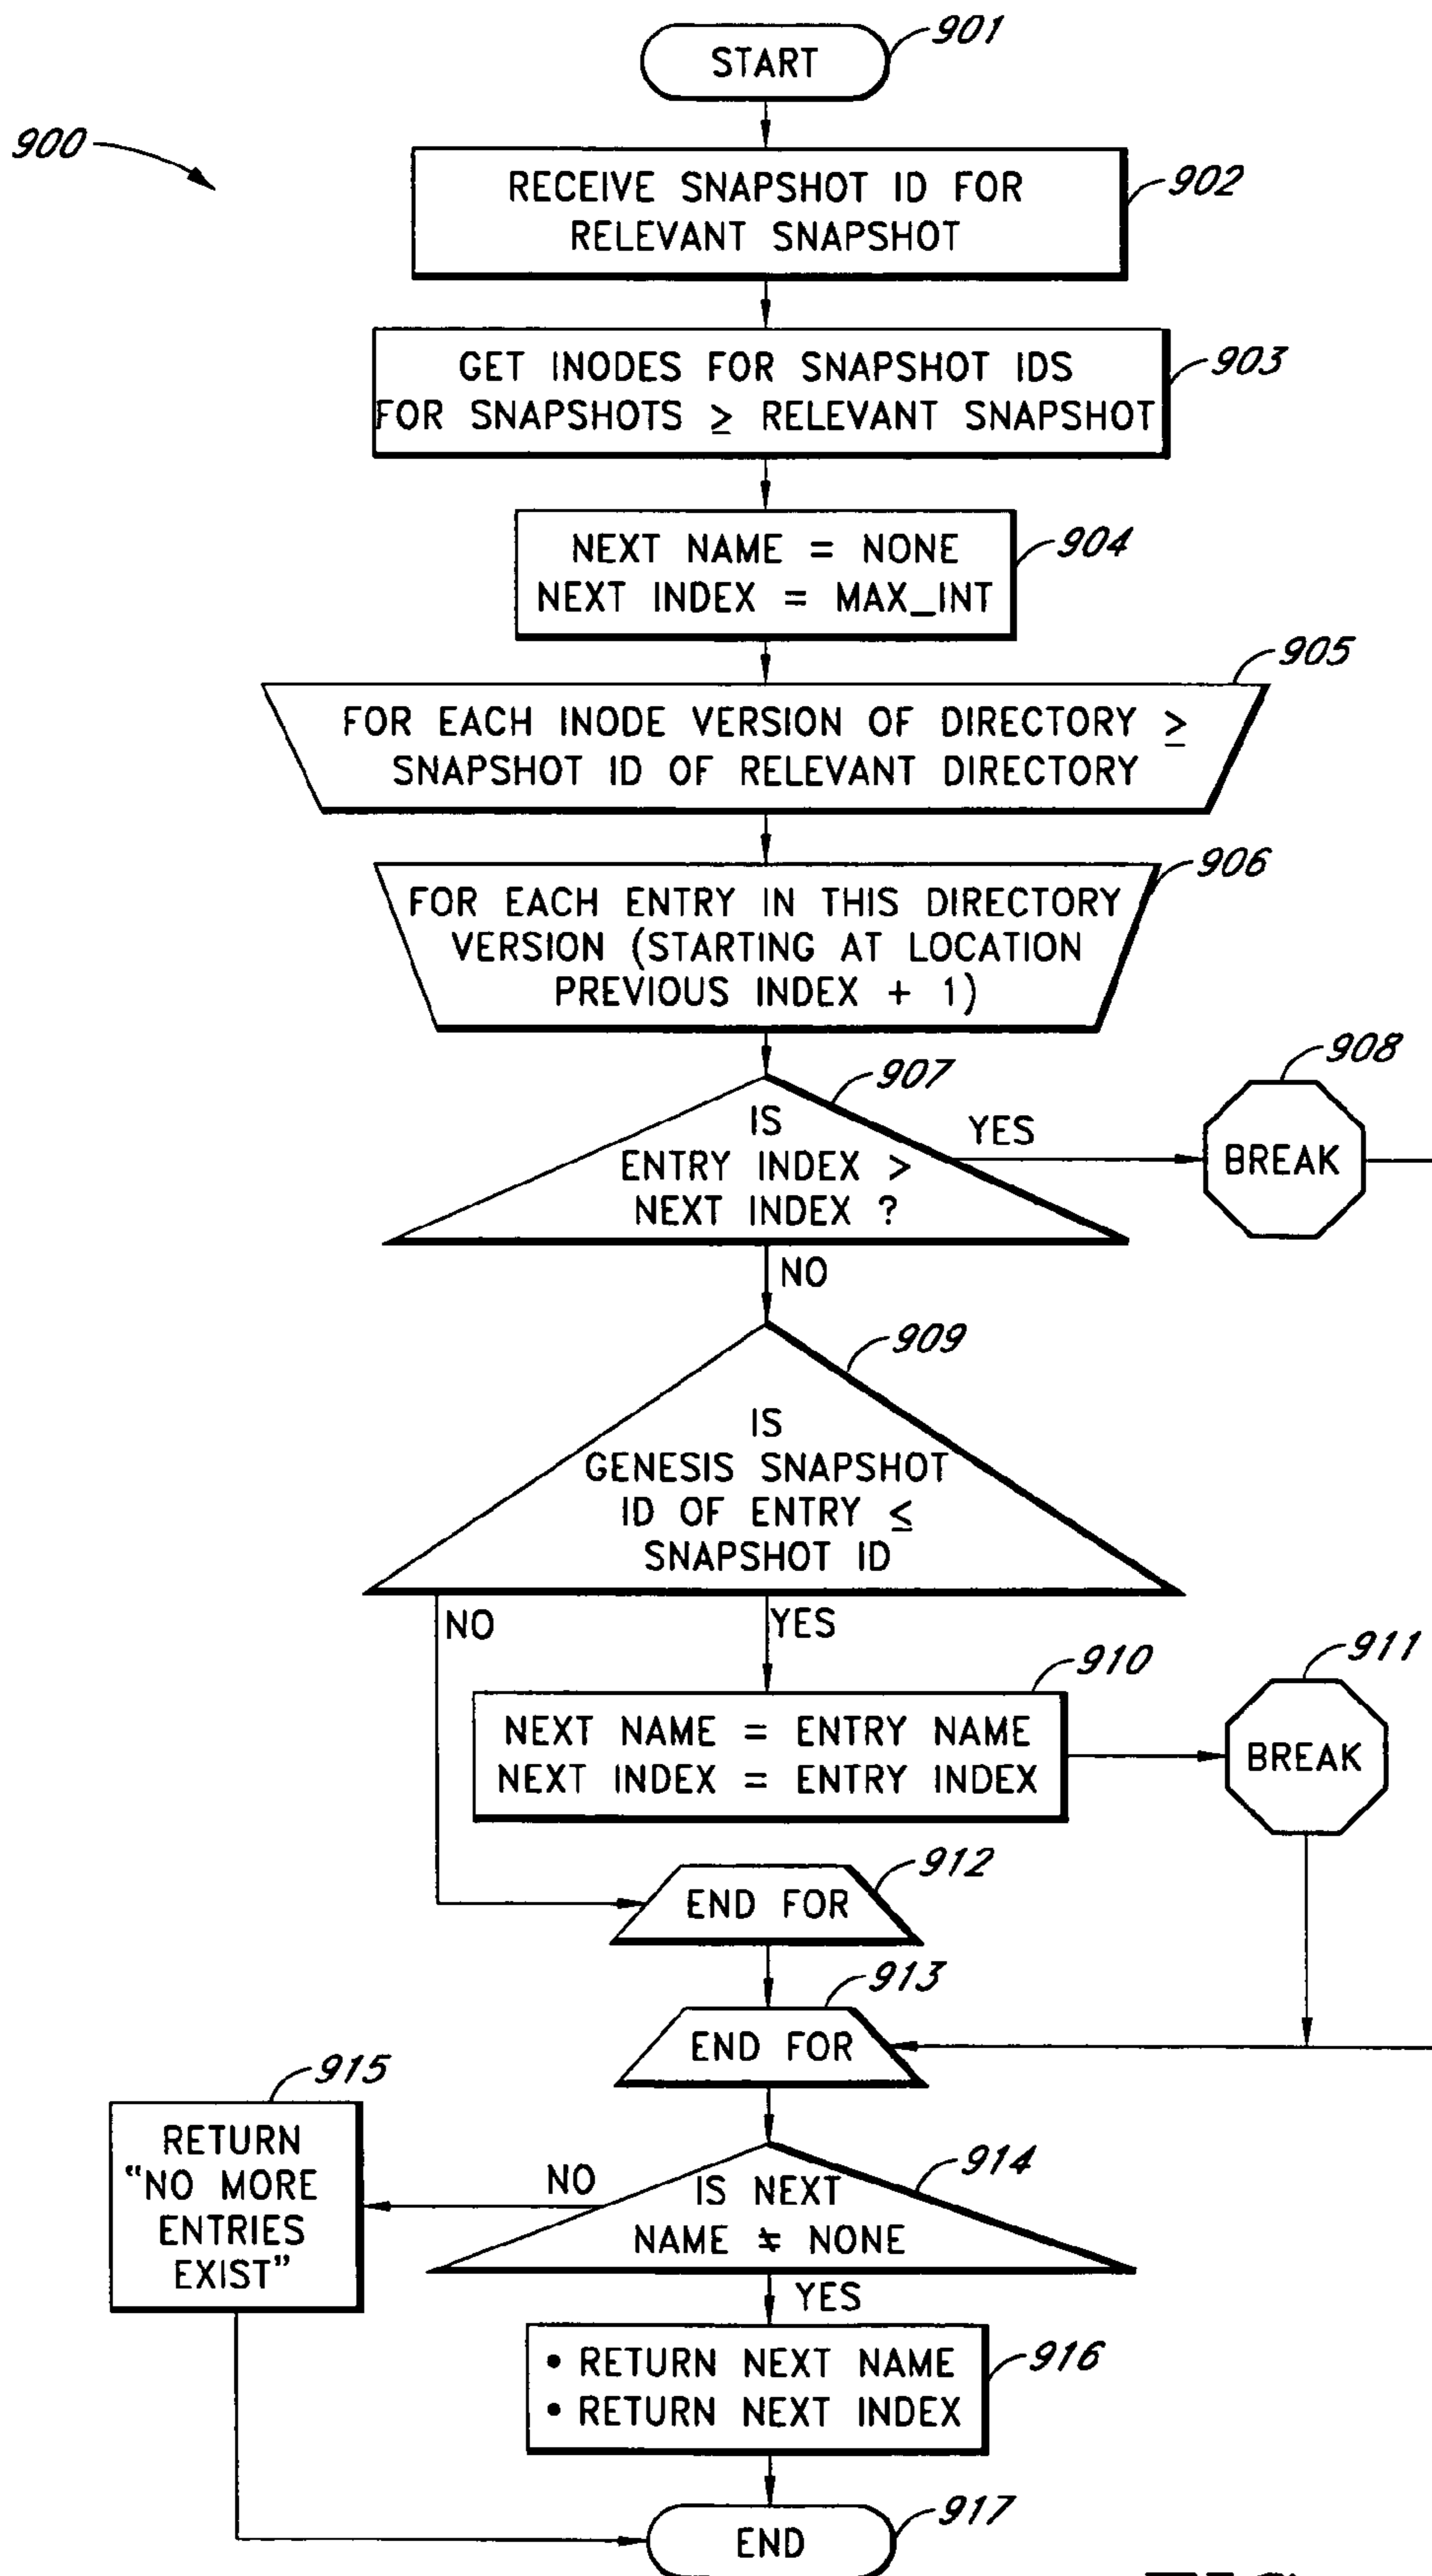 START
901
900
RECEIVE SNAPSHOT ID FOR
RELEVANT SNAPSHOT
902
GET INODES FOR SNAPSHOT IDS
FOR SNAPSHOTS ≥ RELEVANT SNAPSHOT
903
NEXT NAME = NONE
NEXT INDEX = MAX_INT
904
905
FOR EACH INODE VERSION OF DIRECTORY ≥
SNAPSHOT ID OF RELEVANT DIRECTORY
906
FOR EACH ENTRY IN THIS DIRECTORY
VERSION (STARTING AT LOCATION
PREVIOUS INDEX + 1)
907
IS
ENTRY INDEX >
NEXT INDEX ?
YES
908
BREAK
NO
909
IS
GENESIS SNAPSHOT
ID OF ENTRY ≤
SNAPSHOT ID
NO
YES
910
NEXT NAME = ENTRY NAME
NEXT INDEX = ENTRY INDEX
911
BREAK
912
END FOR
913
END FOR
915
RETURN
“NO MORE
ENTRIES
EXIST”
NO
914
IS NEXT
NAME ≠ NONE
YES
• RETURN NEXT NAME
• RETURN NEXT INDEX
916
END
917